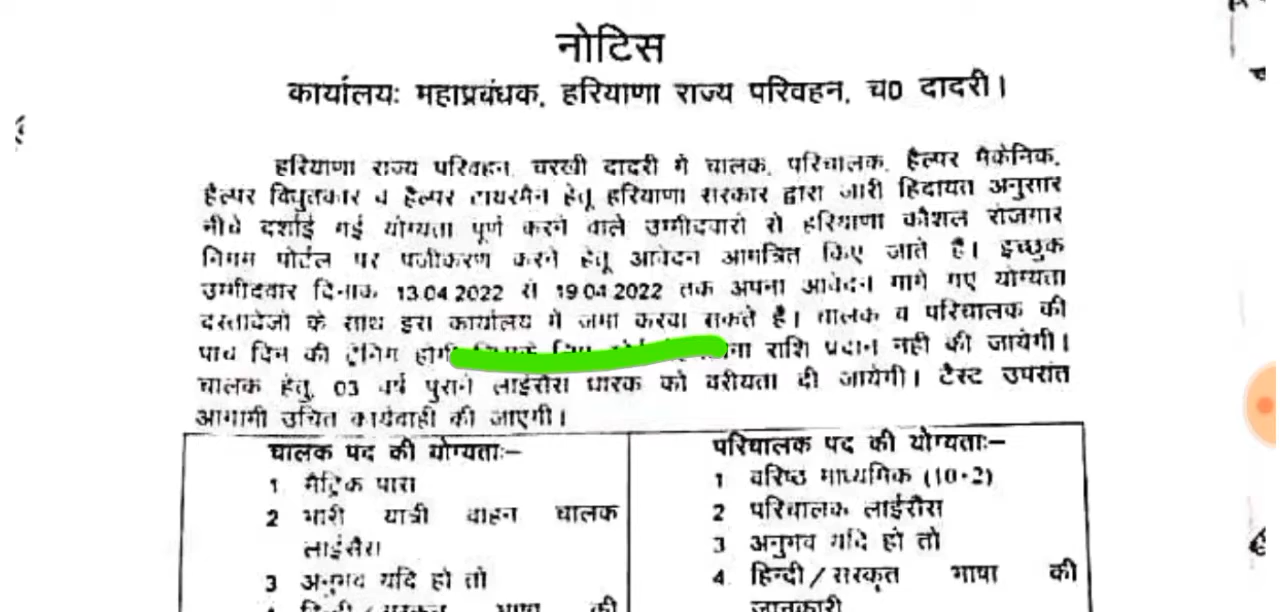 नोटिस
कार्यालयः महाप्रबंधक, हरियाणा राज्य परिवहन, च0 दादरी।
हरियाणा राज्य परिवहन, चरखी दादरी में चालक, परिचालक, हैल्पर मैकेनिक,
हैल्पर विघुतकार व हैल्पर टायरमैन हेतू हरियाणा सरकार द्वारा जारी हिदायत अनुसार
नीचे दर्शाई गई योग्यता पूर्ण करने वाले उम्मीदवारो से हरियाणा कौशल रोजगार
निगम पोर्टल पर पंजीकरण करने हेतू आवेदन आमंत्रित किए जाते है। इच्छुक
उम्मीदवार दिनाक 13.04.2022 से 19.04.2022 तक अपना आवेदन मागे गए योग्यता
दस्तावेजो के साथ इस कार्यालय में जमा करवा सकते है। चालक व परिचालक की
पाच दिन की ट्रैनिंग होगी राशि प्रदान नही की जायेगी।
चालक हेतु, 03 वर्ष पुराने लाईसैंस धारक को वरीयता दी जायेगी। टैस्ट उपरांत
आगामी उचित कार्यवाही की जाएगी।
चालक पद की योग्यताः–
1 मैट्रिक पास
2 भारी यात्री वाहन चालक
लाईसैंस
3 अनुभव यदि हो तो
हिन्दी / संस्कृत भाषा की
परिचालक पद की योग्यताः–
1 वरिष्ठ माध्यमिक (10+2)
2 परिचालक लाईसैंस
3 अनुभव यदि हो तो
4. हिन्दी / संस्कृत भाषा की
जानकारी